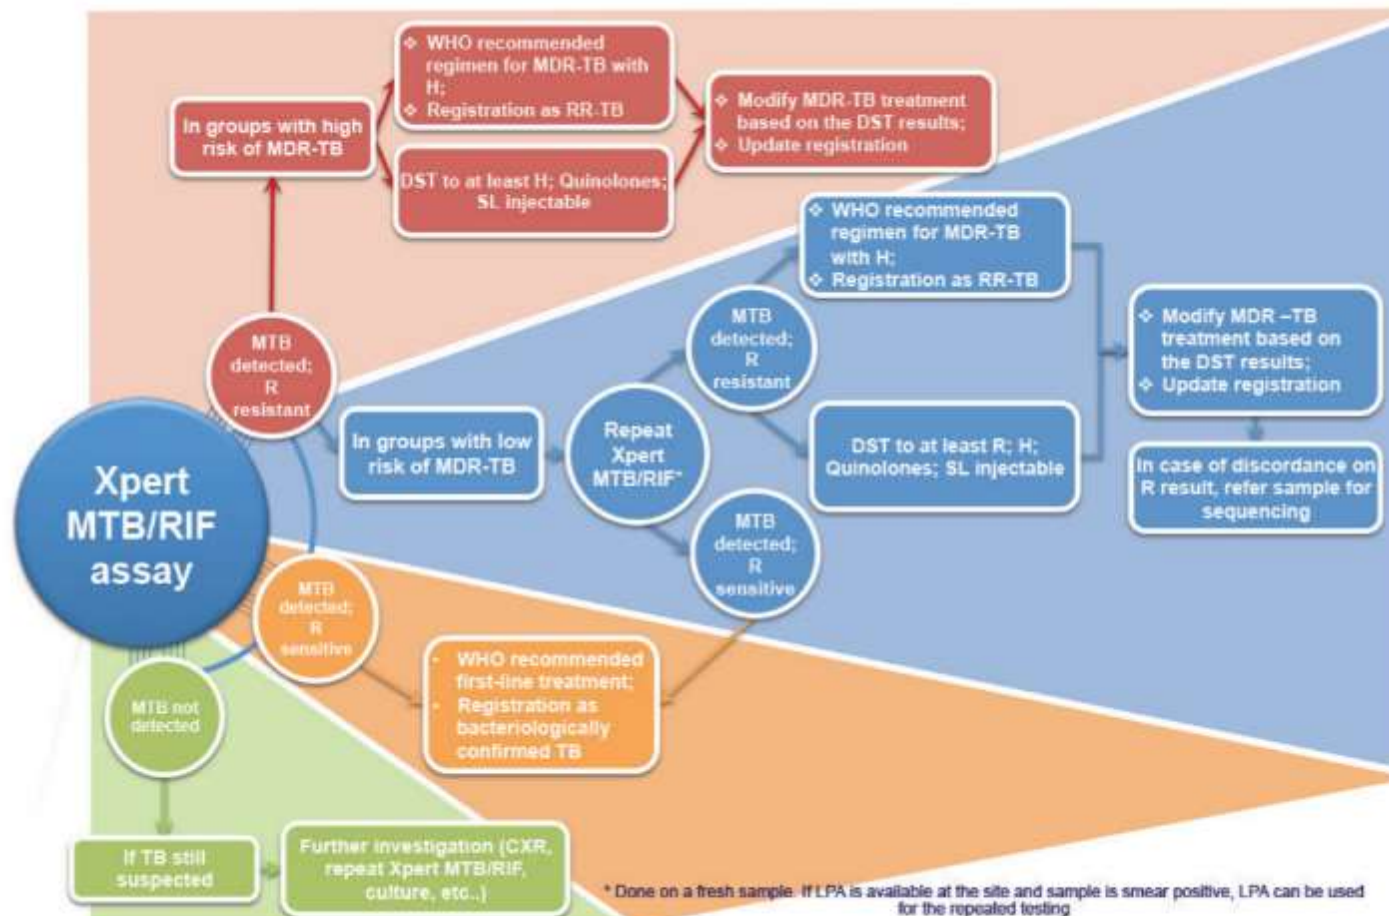 ❖ WHO recommended
regimen for MDR-TB with
H;
❖ Registration as RR-TB
In groups with high
risk of MDR-TB
❖ Modify MDR-TB treatment
based on the DST results;
❖ Update registration
DST to at least H; Quinolones;
SL injectable
❖ WHO recommended
regimen for MDR-TB
with H;
❖ Registration as RR-TB
MTB
detected;
R
resistant
MTB
detected;
R
resistant
❖ Modify MDR –TB
treatment based on
the DST results;
❖ Update registration
In groups with low
risk of MDR-TB
Repeat
Xpert
MTB/RIF*
DST to at least R; H;
Quinolones; SL injectable
In case of discordance on
R result, refer sample for
sequencing
Xpert
MTB/RIF
assay
MTB
detected;
R
sensitive
MTB
detected;
R
sensitive
- WHO recommended
first-line treatment;
- Registration as
bacteriologically
confirmed TB
MTB not
detected
If TB still
suspected
Further investigation (CXR,
repeat Xpert MTB/RIF,
culture, etc..)
* Done on a fresh sample. If LPA is available at the site and sample is smear positive, LPA can be used
for the repeated testing